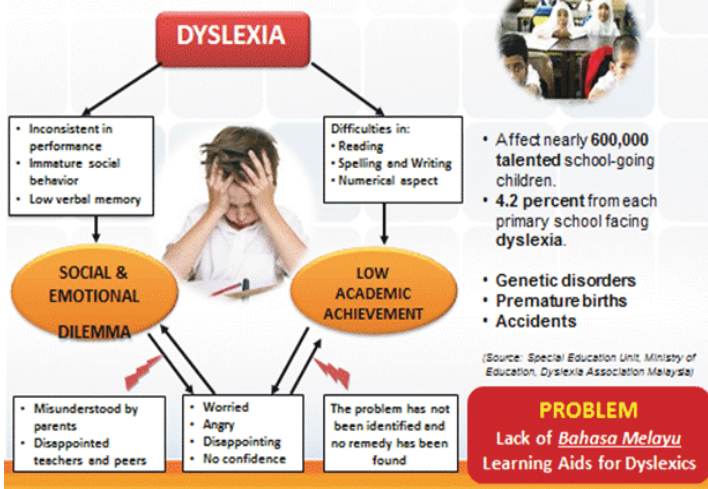 DYSLEXIA
• Inconsistent in
performance
• Immature social
behavior
• Low verbal memory
Difficulties in:
• Reading
• Spelling and Writing
• Numerical aspect
SOCIAL &
EMOTIONAL
DILEMMA
LOW
ACADEMIC
ACHIEVEMENT
• Misunderstood by
parents
• Disappointed
teachers and peers
• Worried
• Angry
• Disappointing
• No confidence
The problem has not
been identified and
no remedy has been
found
• Affect nearly 600,000
talented school-going
children.
• 4.2 percent from each
primary school facing
dyslexia.
• Genetic disorders
• Premature births
• Accidents
(Source: Special Education Unit, Ministry of
Education, Dyslexia Association Malaysia)
PROBLEM
Lack of Bahasa Melayu
Learning Aids for Dyslexics